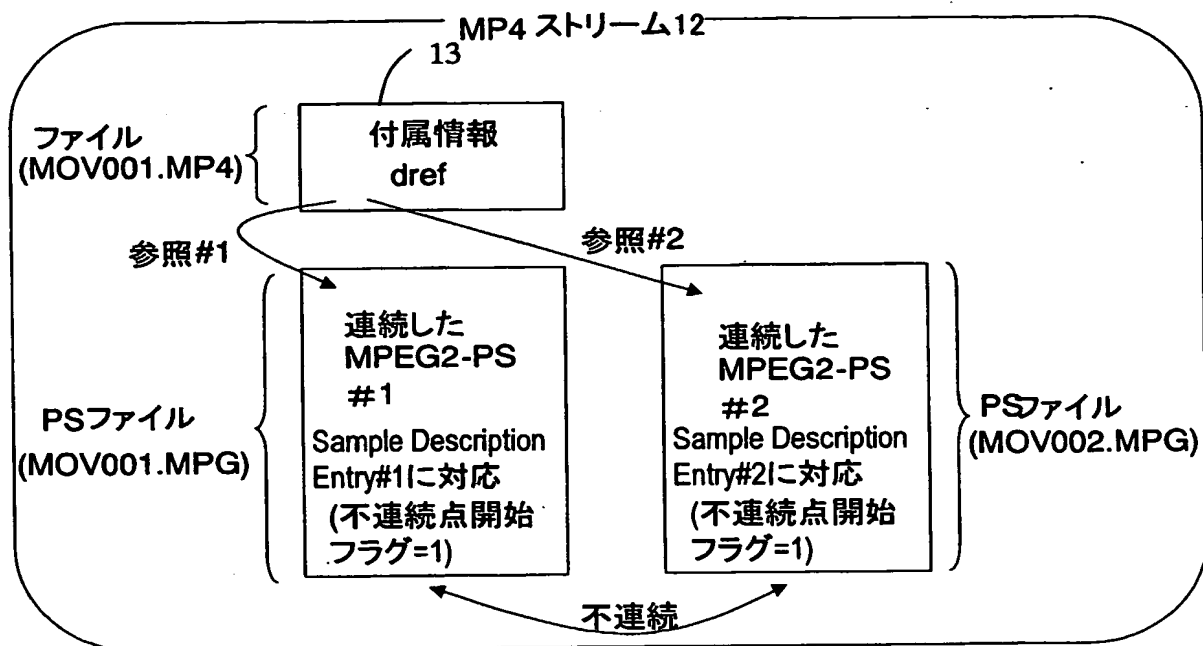 MP4 ストリーム12
13
付属情報
dref
ファイル
(MOV001.MP4)
参照#1
参照#2
連続した
MPEG2-PS
#1
Sample Description
Entry#1に対応
(不連続点開始
フラグ=1)
PSファイル
(MOV001.MPG)
連続した
MPEG2-PS
#2
Sample Description
Entry#2に対応
(不連続点開始
フラグ=1)
PSファイル
(MOV002.MPG)
不連続